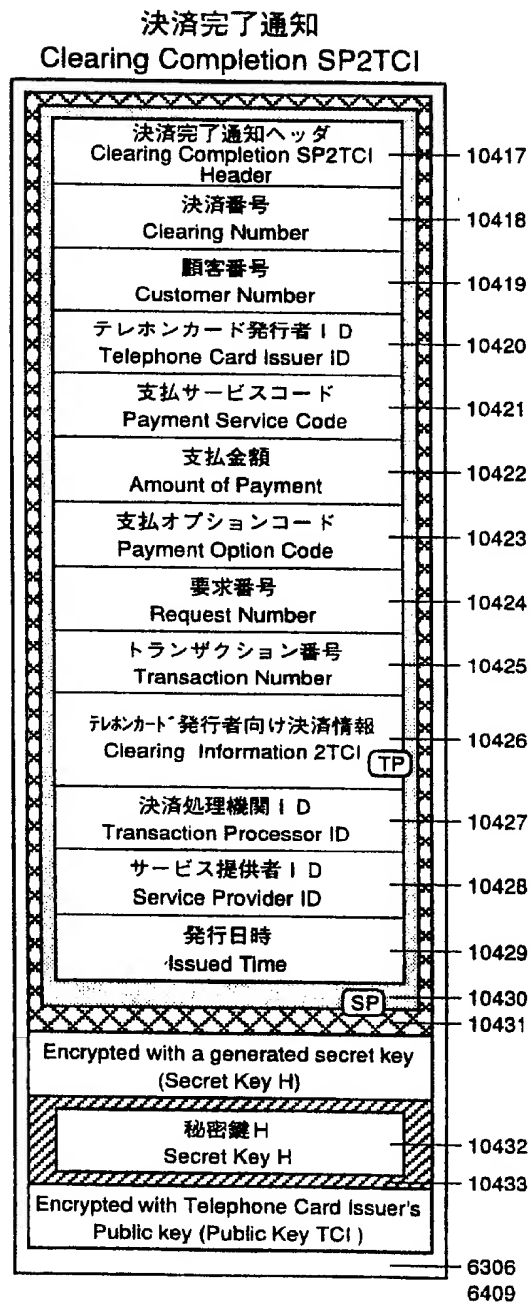 決済完了通知
Clearing Completion SP2TCI
決済完了通知ヘッダ
Clearing Completion SP2TCI
Header
10417
決済番号
Clearing Number
10418
顧客番号
Customer Number
10419
テレホンカード発行者ID
Telephone Card Issuer ID
10420
支払サービスコード
Payment Service Code
10421
支払金額
Amount of Payment
10422
支払オプションコード
Payment Option Code
10423
要求番号
Request Number
10424
トランザクション番号
Transaction Number
10425
テレホンカード発行者向け決済情報
Clearing Information 2TCI
TP
10426
決済処理機関ID
Transaction Processor ID
10427
サービス提供者ID
Service Provider ID
10428
発行日時
Issued Time
10429
SP
10430
10431
Encrypted with a generated secret key
(Secret Key H)
秘密鍵H
Secret Key H
10432
10433
Encrypted with Telephone Card Issuer's
Public key (Public Key TCI )
6306
6409